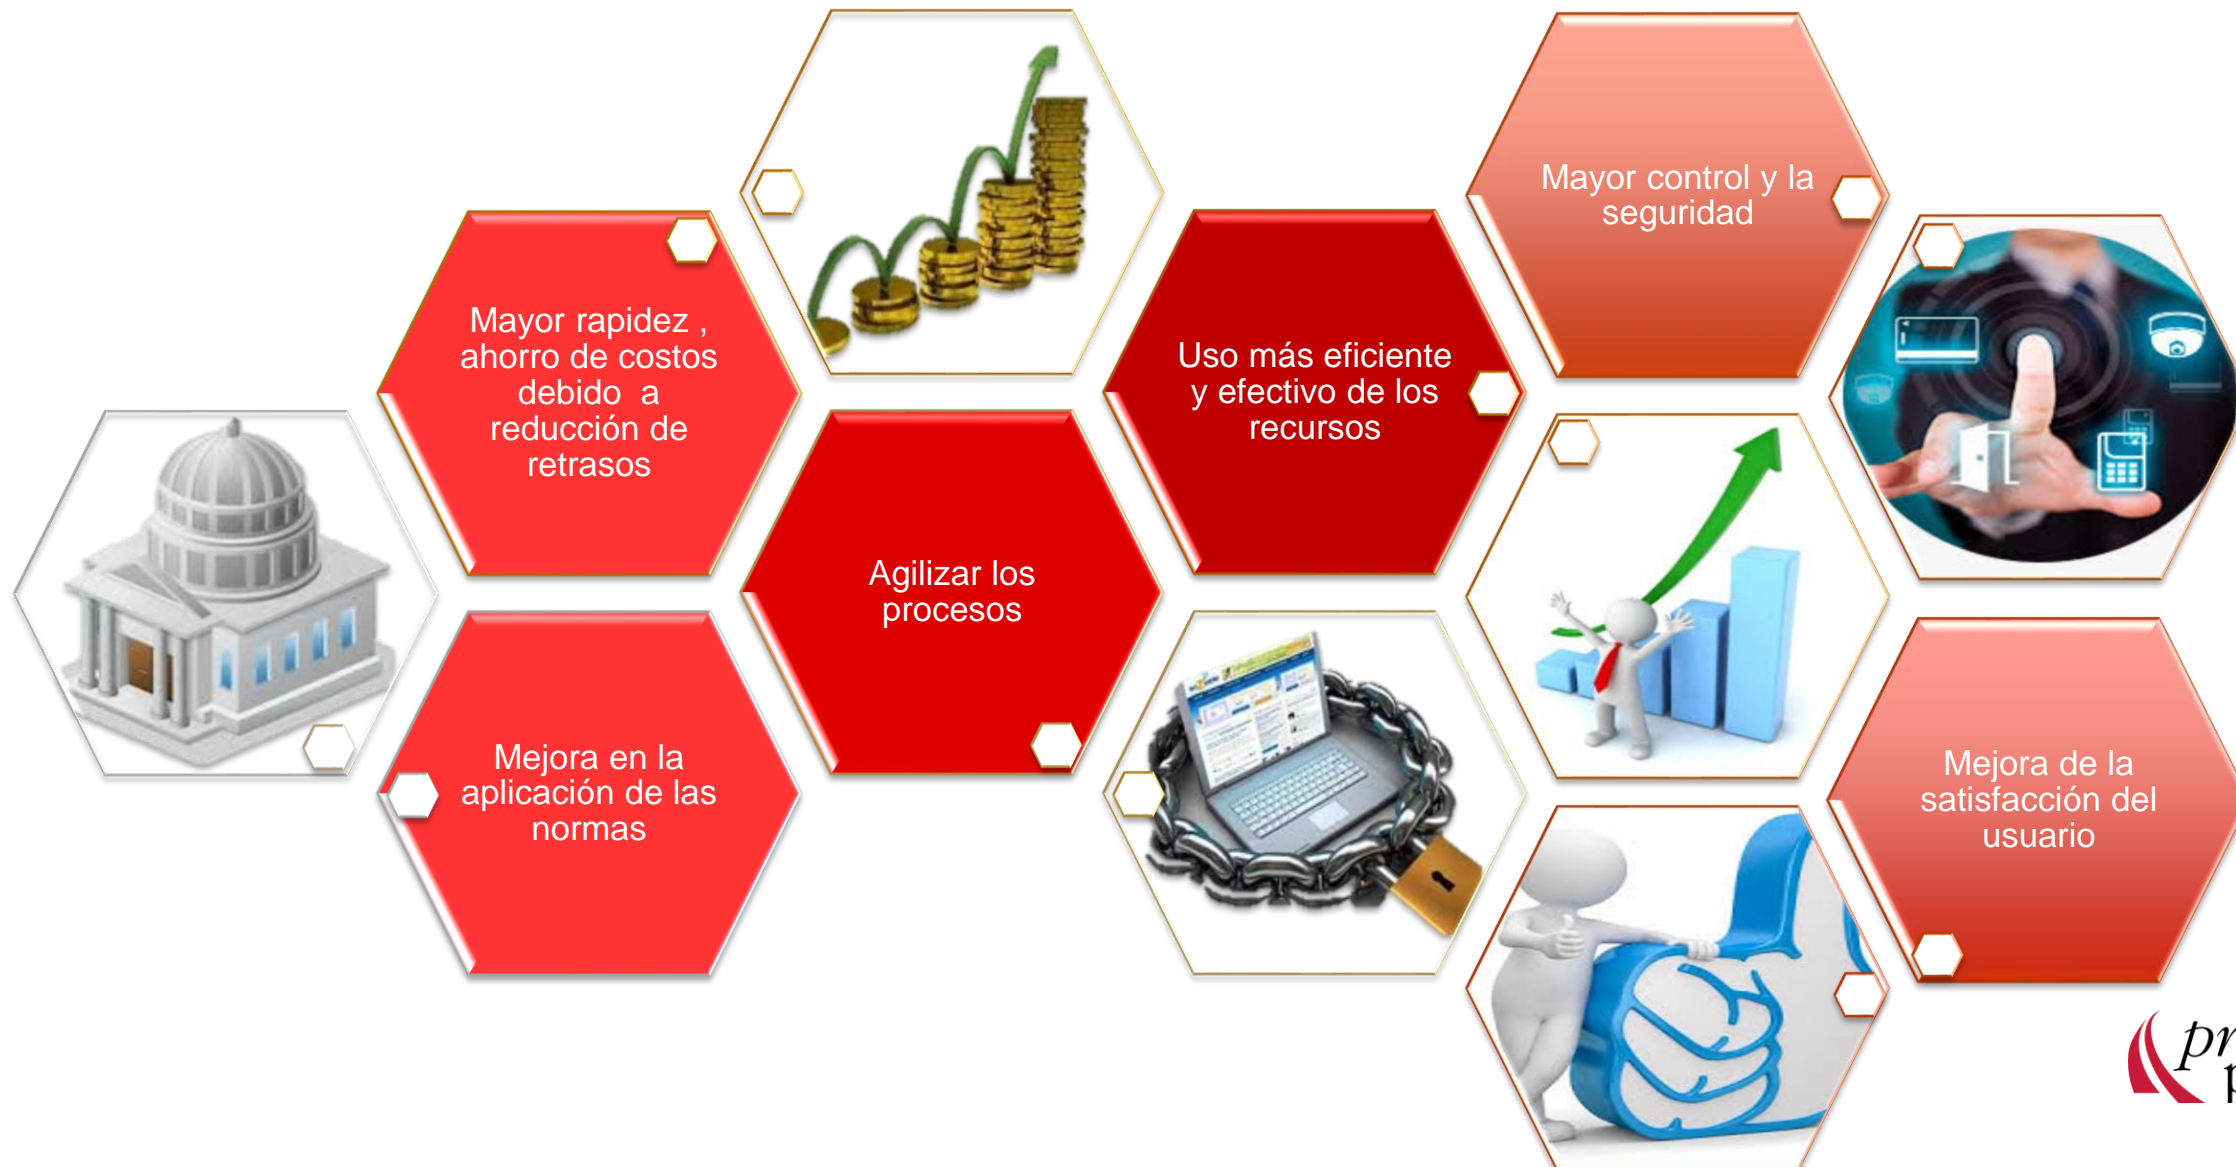 Mayor rapidez ,
ahorro de costos
debido a
reducción de
retrasos
Mejora en la
aplicación de las
normas
Agilizar los
procesos
Uso más eficiente
y efectivo de los
recursos
Mayor control y la
seguridad
Mejora de la
satisfacción del
usuario